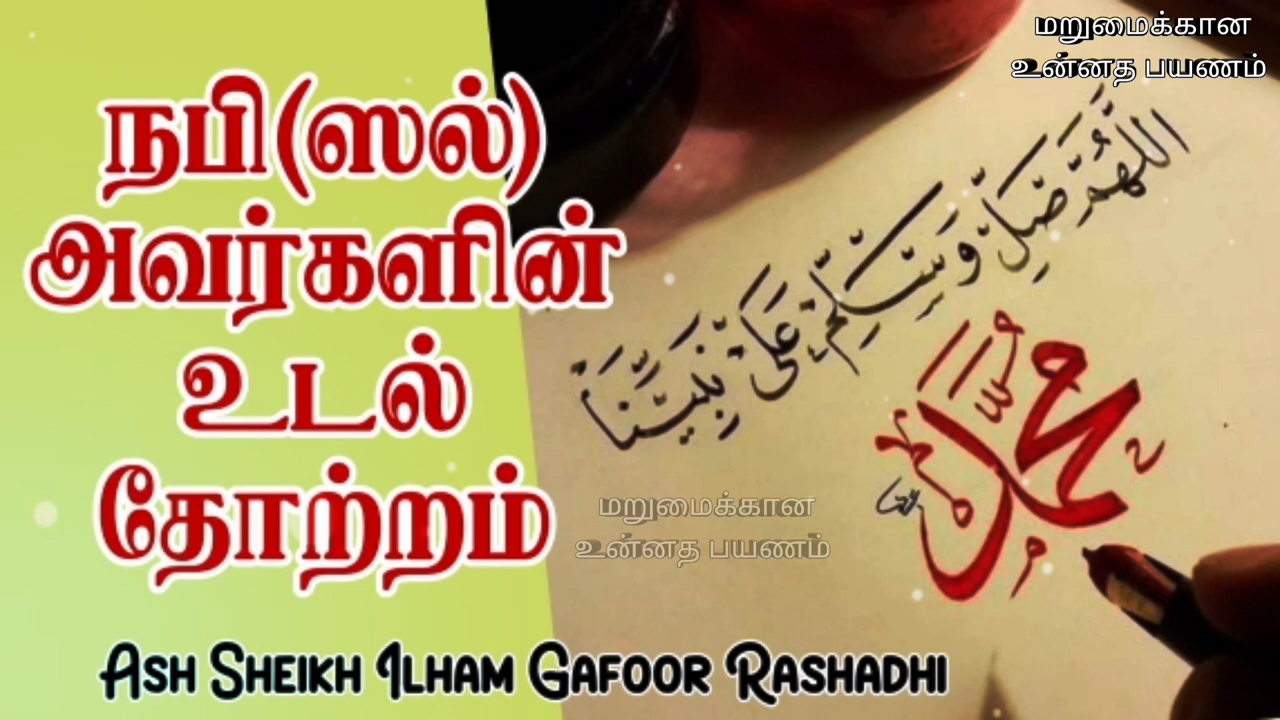 மறுமைக்கான
உன்னத பயணம்
நபி(ஸல்)
அவர்களின்
உடல்
தோற்றம்
اللَّهُمَّ صَلِّ وَسَلِّمْ عَلَى نَبِيِّنَا
محمد
மறுமைக்கான
உன்னத பயணம்
ASH SHEIKH ILHAM GAFOOR RASHADHI